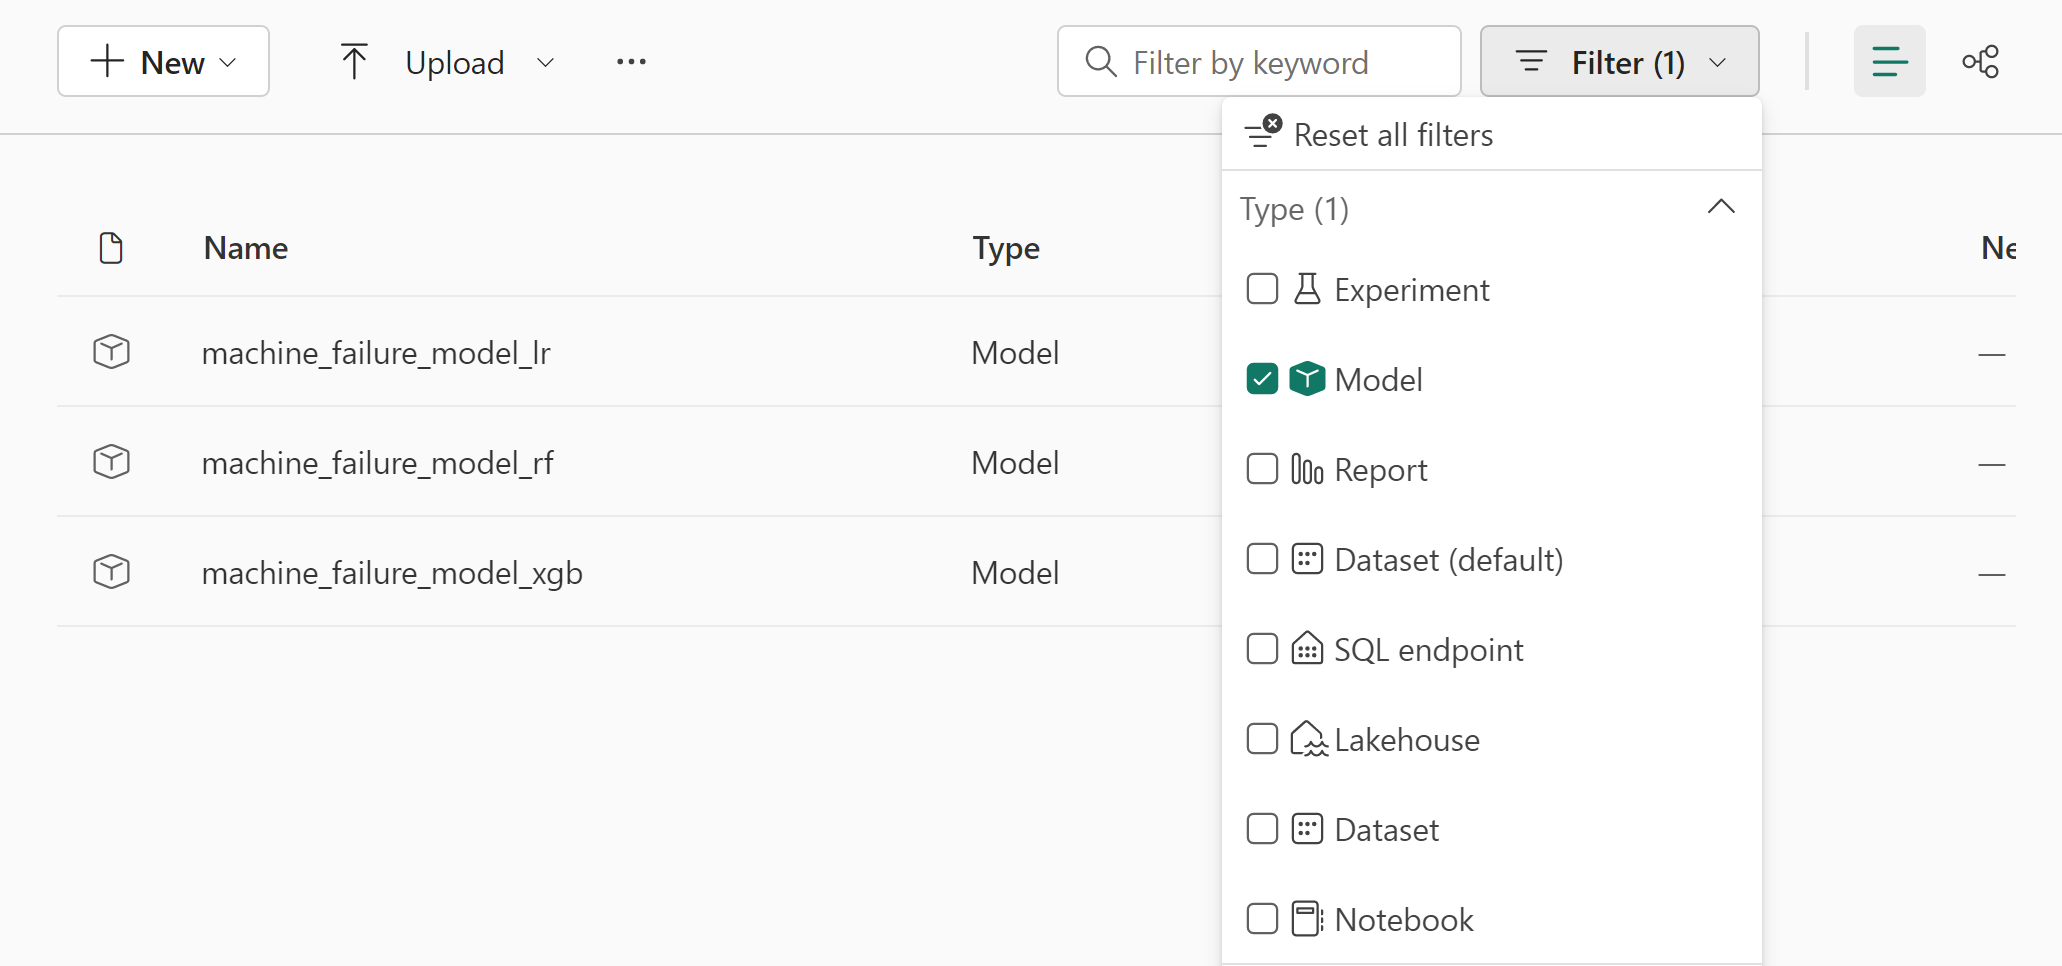 New
Upload
Filter by keyword
Filter (1)
Reset all filters
Type (1)
Experiment
Model
Report
Dataset (default)
SQL endpoint
Lakehouse
Dataset
Notebook
Name Type
machine_failure_model_lr Model —
machine_failure_model_rf Model —
machine_failure_model_xgb Model —